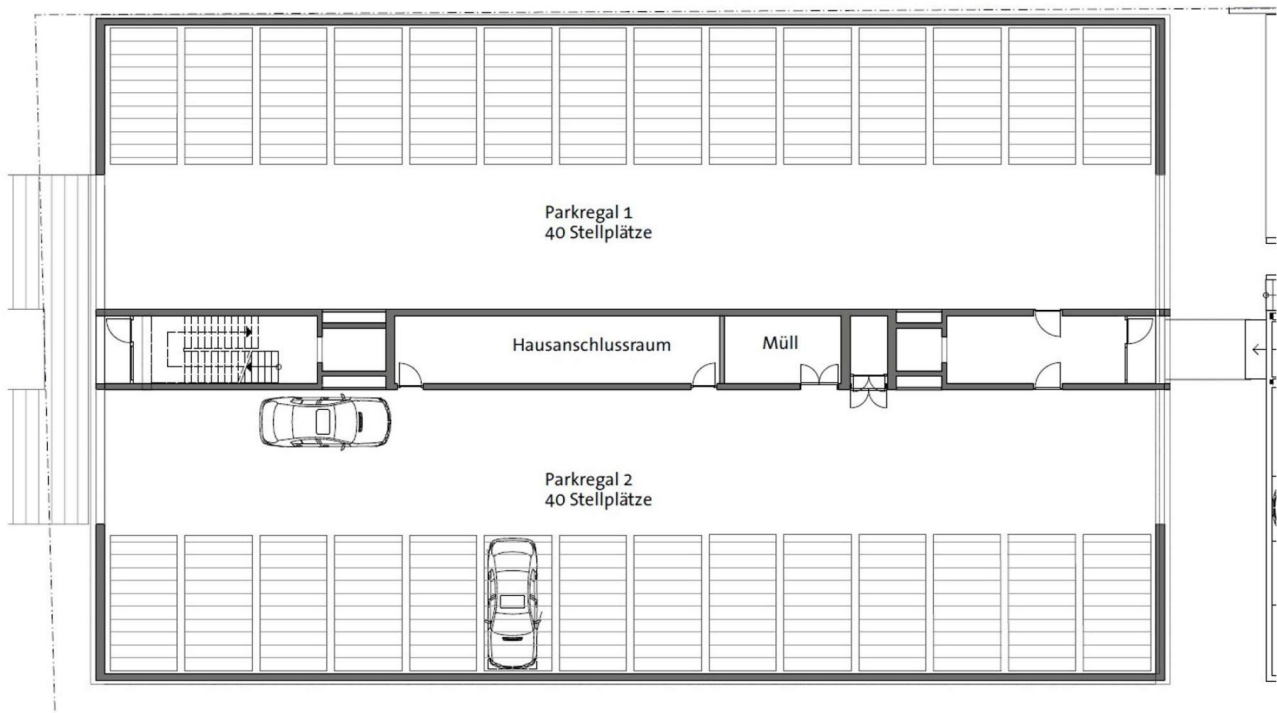 Parkregal 1
40 Stellplätze
Hausanschlussraum
Müll
Parkregal 2
40 Stellplätze